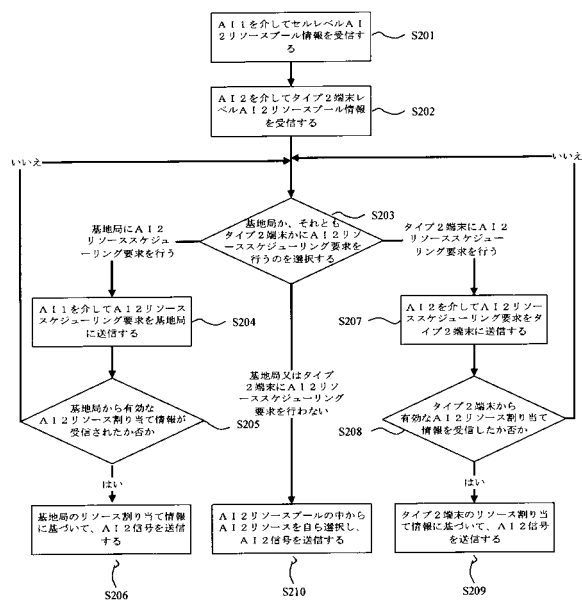 ＡＩ１を介してセルレベルＡＩ
２リソースプール情報を受信す
る
S201
ＡＩ２を介してタイプ２端末レ
ベルＡＩ２リソースプール情報
を受信する
S202
いいえ
いいえ
S203
基地局か、それとも
タイプ２端末かにＡＩ２リソ
ーススケジューリング要求を
行うのを選択する
基地局にＡＩ２
リソーススケジュ
ーリング要求を行う
タイプ２端末にＡＩ２
リソーススケジュー
リング要求を行う
ＡＩ１を介してＡＩ２リソース
スケジューリング要求を基地局
に送信する
S204
ＡＩ２を介してＡＩ２リソー
ススケジューリング要求をタ
イプ２端末に送信する
S207
基地局又はタイプ
２端末にＡＩ２リソ
ーススケジューリング
要求を行わない
基地局から有効な
ＡＩ２リソース割り当て情報が
受信されたか否か
S205
タイプ２端末から
有効なＡＩ２リソース割り当て
情報を受信したか否か
S208
はい
はい
基地局のリソース割り当て情報
に基づいて、ＡＩ２信号を送信
する
S206
ＡＩ２リソースプールの中から
ＡＩ２リソースを自ら選択し、
ＡＩ２信号を送信する
S210
タイプ２端末のリソース割り当
て情報に基づいて、ＡＩ２信号
を送信する
S209